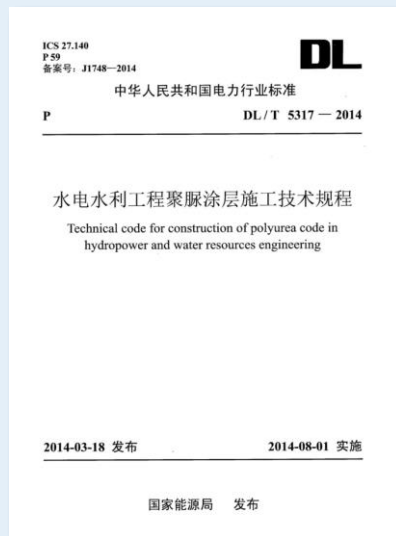 ICS 27.140
P 59
备案号：J1748—2014
DL
中华人民共和国电力行业标准
P
DL/T 5317 — 2014
水电水利工程聚脲涂层施工技术规程
Technical code for construction of polyurea code in
hydropower and water resources engineering
2014-03-18 发布
2014-08-01 实施
国家能源局 发布